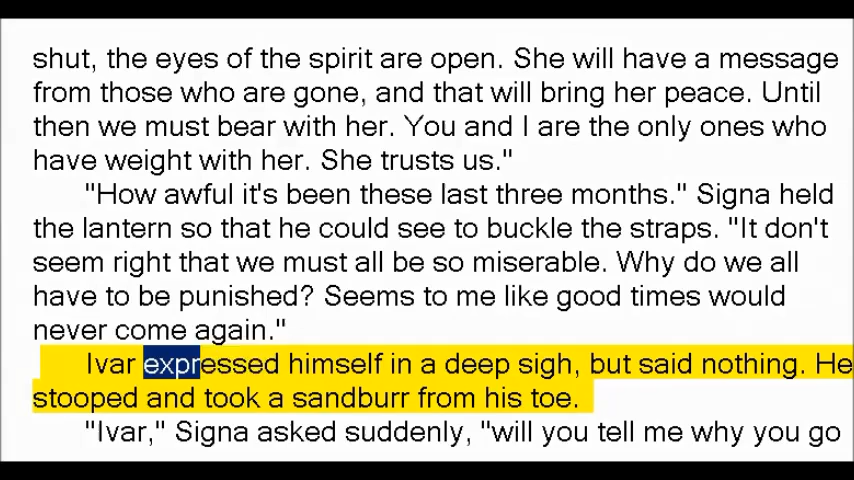 shut, the eyes of the spirit are open. She will have a message
from those who are gone, and that will bring her peace. Until
then we must bear with her. You and I are the only ones who
have weight with her. She trusts us."
"How awful it's been these last three months." Signa held
the lantern so that he could see to buckle the straps. "It don't
seem right that we must all be so miserable. Why do we all
have to be punished? Seems to me like good times would
never come again."
Ivar expressed himself in a deep sigh, but said nothing. He
stooped and took a sandburr from his toe.
"Ivar," Signa asked suddenly, "will you tell me why you go